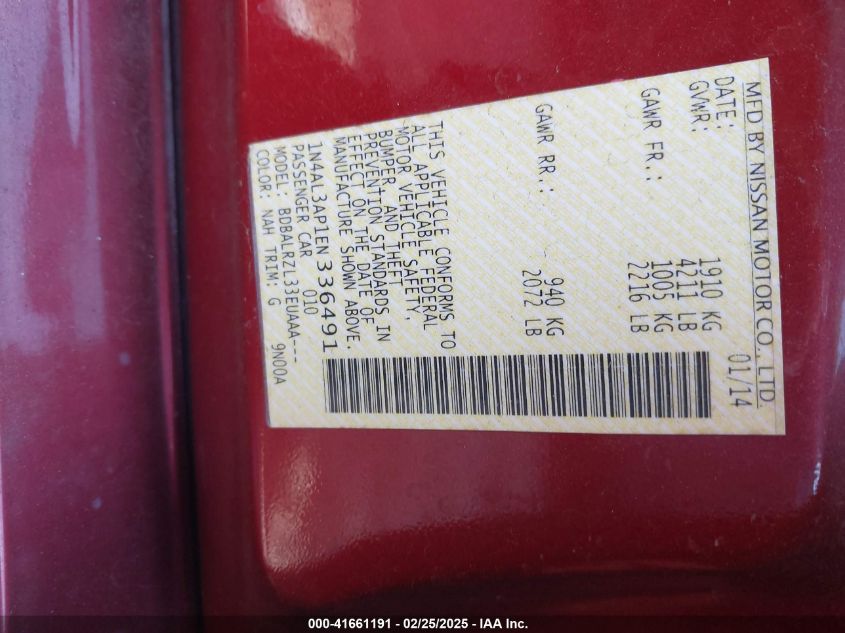 MFD BY NISSAN MOTOR CO., LTD.
DATE: 01/14
GVWR: 1910 KG
4211 LB
GAWR FR.: 1005 KG
2216 LB
GAWR RR.: 940 KG
2072 LB
THIS VEHICLE CONFORMS TO
ALL APPLICABLE FEDERAL
MOTOR VEHICLE SAFETY,
BUMPER, AND THEFT
PREVENTION STANDARDS IN
EFFECT ON THE DATE OF
MANUFACTURE SHOWN ABOVE.
1N4AL3AP1EN336491
PASSENGER CAR 010
MODEL: BDBALRZL33EUAAA---
COLOR: NAH TRIM: G 9N00A
000-41661191 - 02/25/2025 - IAA Inc.